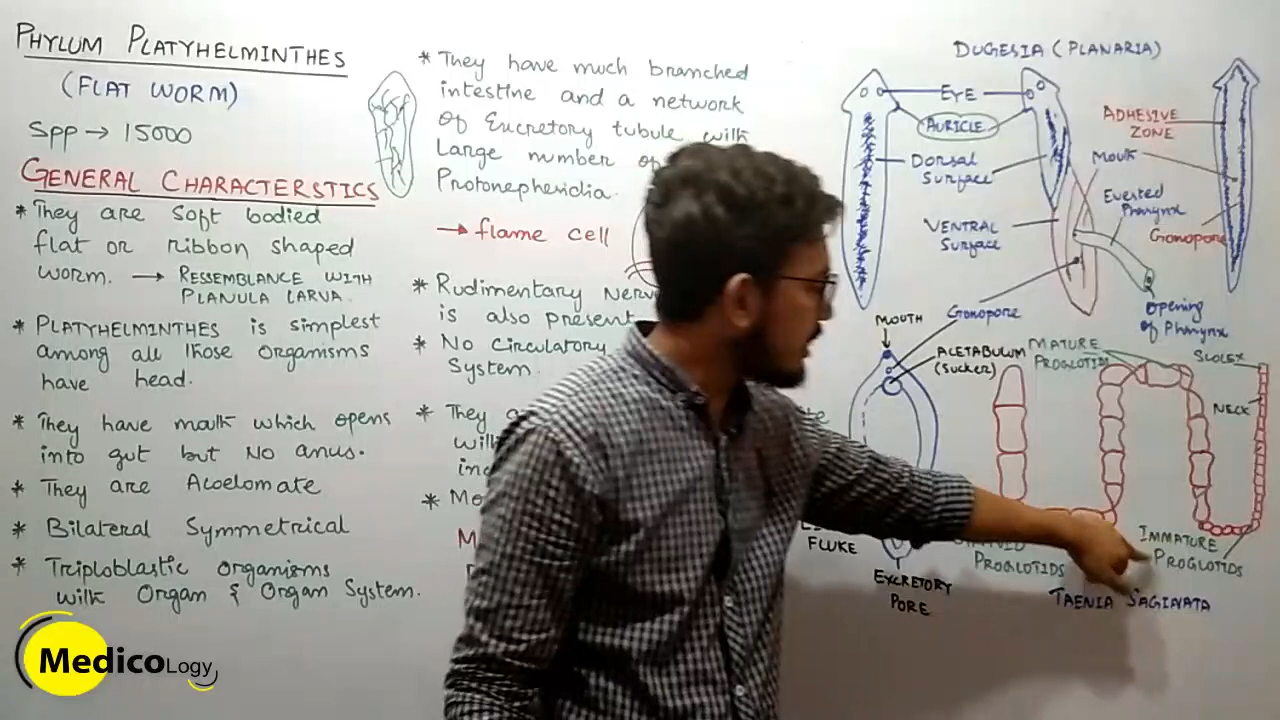 PHYLUM PLATYHELMINTHES
(FLAT WORM)
Spp → 15000
GENERAL CHARACTERSTICS
* They are Soft bodied
flat or ribbon shaped
worm. → RESSEMBLANCE WITH
PLANULA LARVA.
* PLATYHELMINTHES is simplest
among all those organisms
have head.
* They have mouth which opens
into gut but No anus.
* They are Acoelomate
* Bilateral Symmetrical
* Triploblastic Organisms
with Organ & Organ System.
* They have much branched
intestine and a network
of Excretory tubule with
Large number of
Protonephridia.
→ flame cell
* Rudimentary
is also present
* No Circulatory
System.
* They
*
DUGESIA (PLANARIA)
EYE
AURICLE
Dorsal
Surface
VENTRAL
Surface
ADHESIVE
ZONE
Mouth
Everted
Pharynx
Gonopore
Gonopore
Opening
of Pharynx
MOUTH
ACETABULUM
(Sucker)
FLUKE
EXCRETORY
PORE
MATURE
PROGLOTIDS
SLOLEX
NECK
PROGLOTIDS
IMMATURE
PROGLOTIDS
TAENIA SAGINATA
MedicoLogy